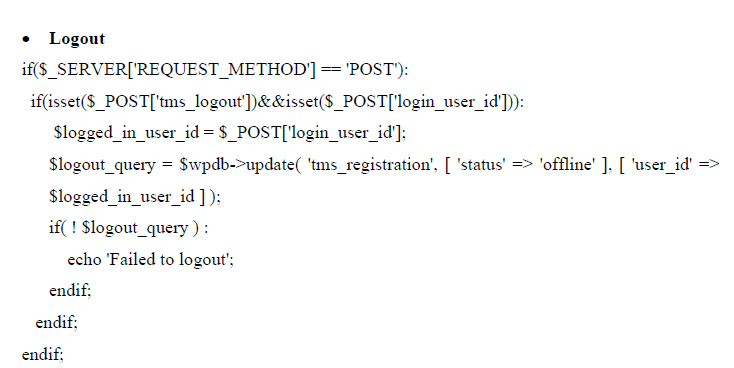 • Logout
if($_SERVER['REQUEST_METHOD'] == 'POST'):
if(isset($_POST['tms_logout'])&&isset($_POST['login_user_id'])):
$logged_in_user_id = $_POST['login_user_id'];
$logout_query = $wpdb->update( 'tms_registration', [ 'status' => 'offline' ], [ 'user_id' =>
$logged_in_user_id ] );
if( ! $logout_query ) :
echo 'Failed to logout';
endif;
endif;
endif;